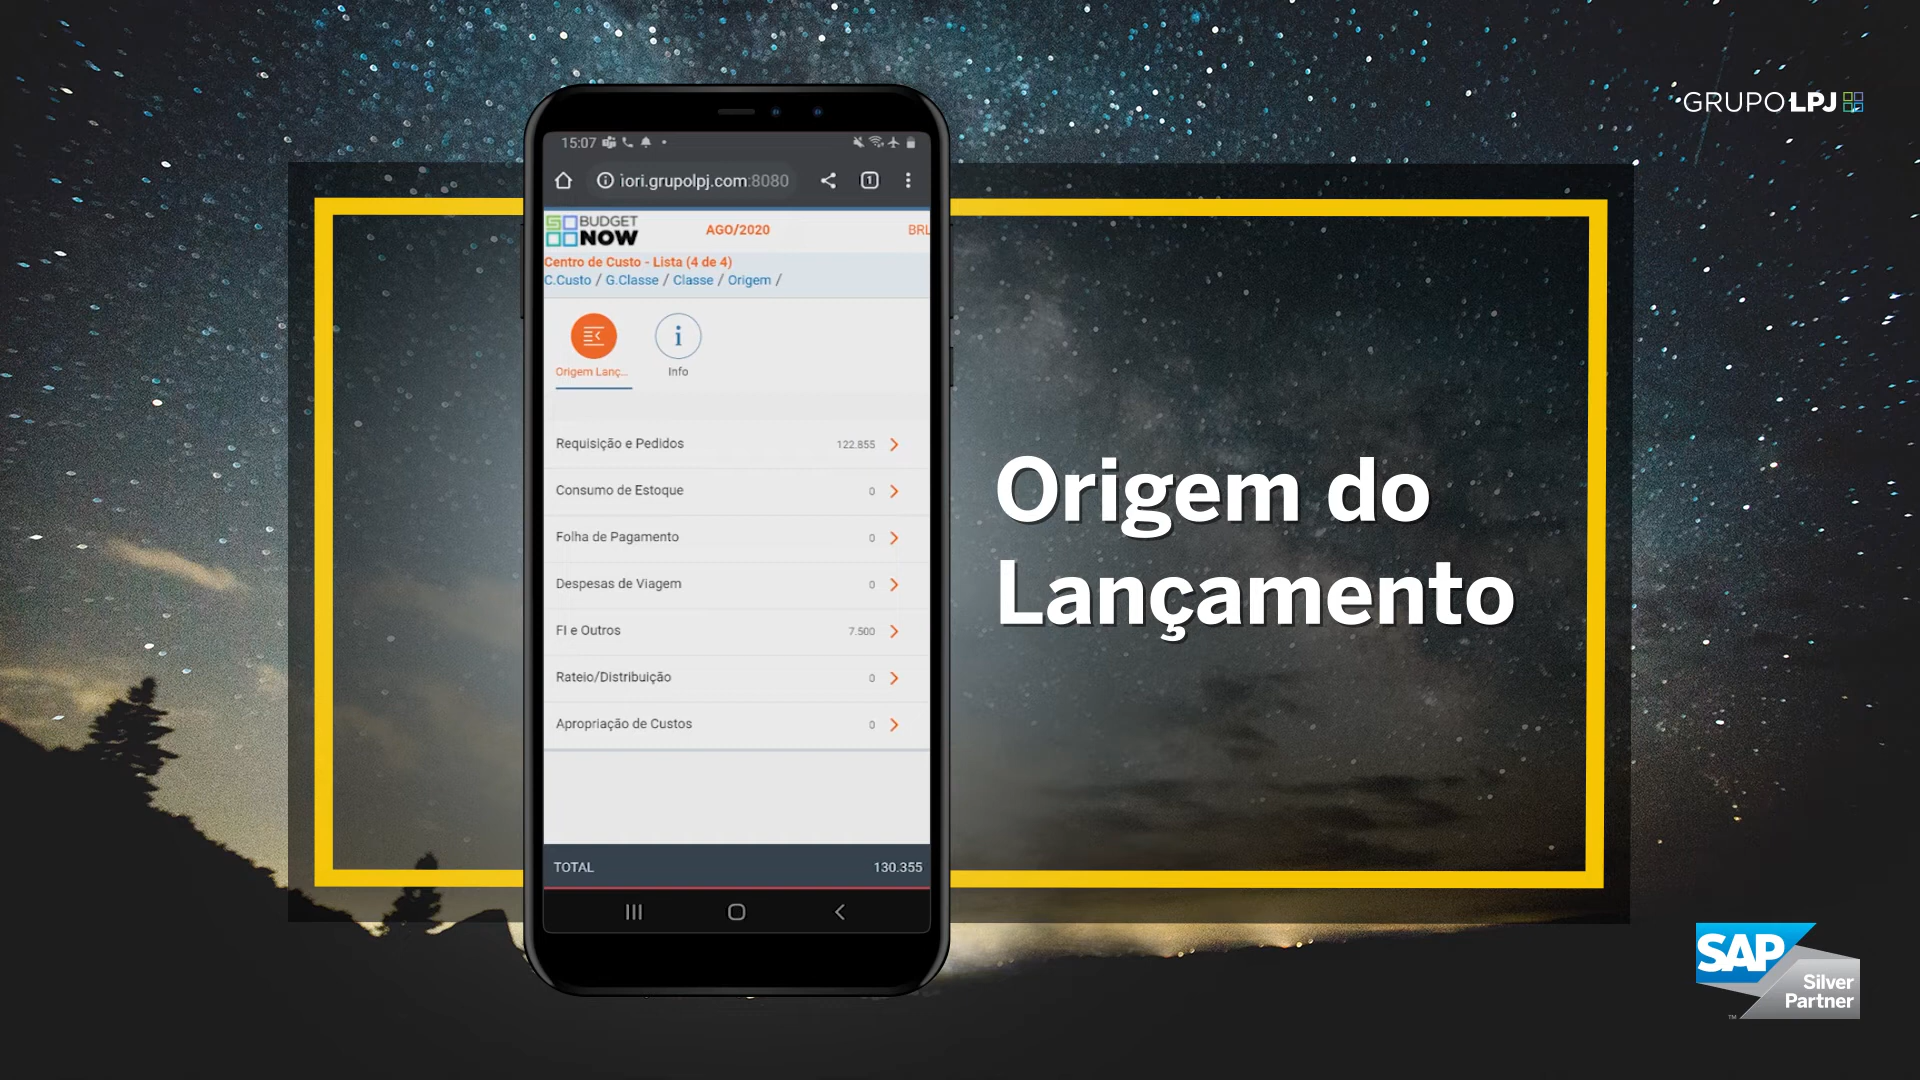 GRUPO LPJ
15:07
iori.grupolpj.com:8080
1
BUDGET
NOW
AGO/2020
BRL
Centro de Custo - Lista (4 de 4)
C.Custo / G.Classe / Classe / Origem /
Origem Lanç...
i
Info
Requisição e Pedidos 122.855
Consumo de Estoque 0
Folha de Pagamento 0
Despesas de Viagem 0
FI e Outros 7.500
Rateio/Distribuição 0
Apropriação de Custos 0
TOTAL 130.355
Origem do
Lançamento
SAP
Silver
Partner
TM